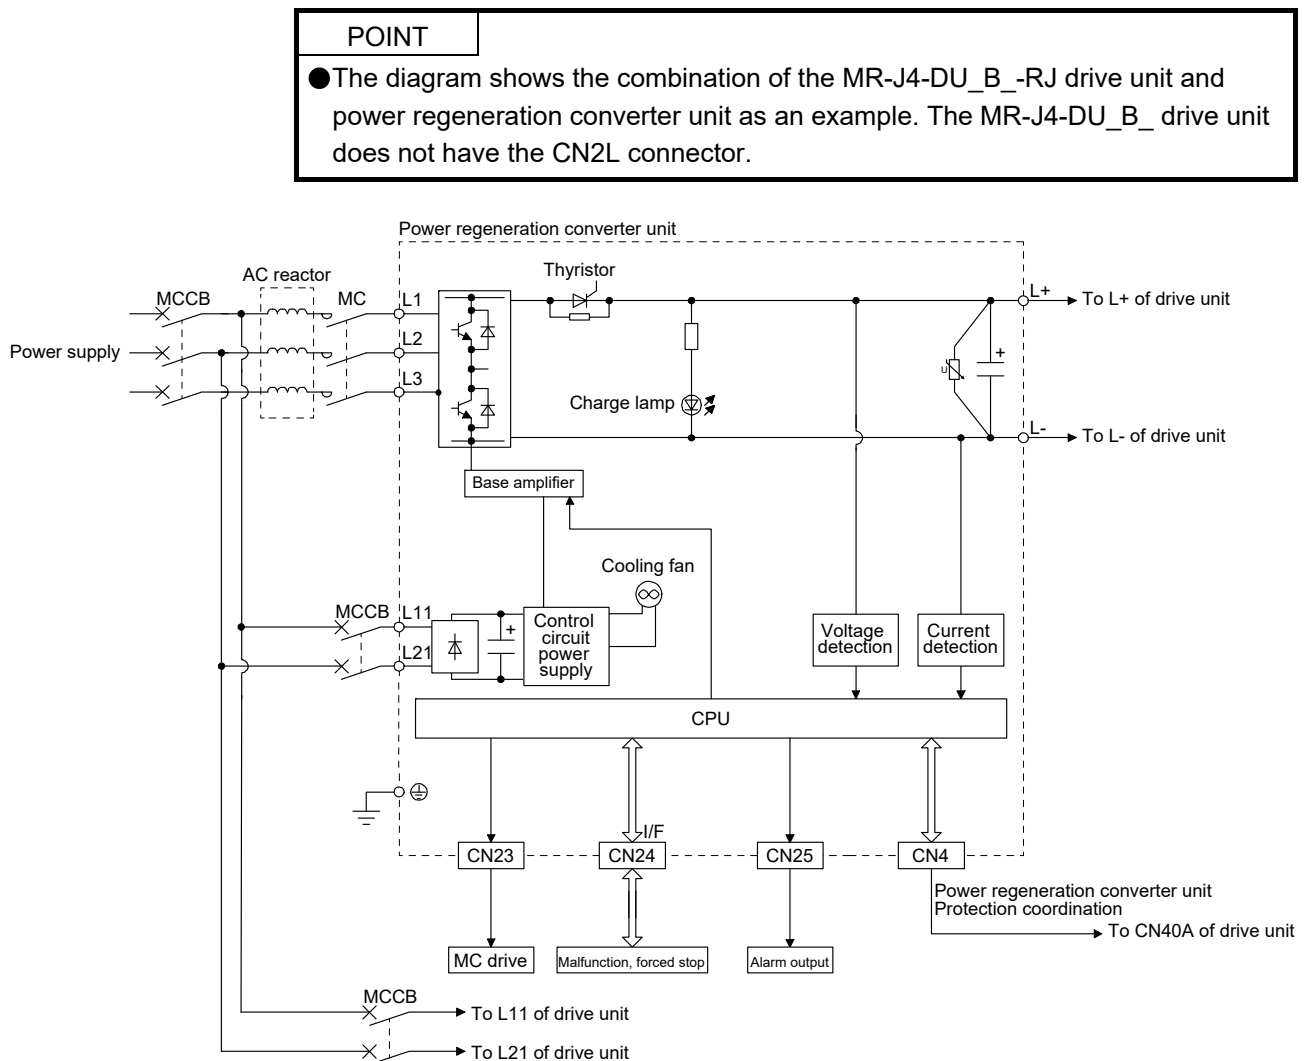 POINT
●The diagram shows the combination of the MR-J4-DU_B_-RJ drive unit and
power regeneration converter unit as an example. The MR-J4-DU_B_ drive unit
does not have the CN2L connector.
Power regeneration converter unit
AC reactor
Thyristor
MCCB
MC
L1
L+
To L+ of drive unit
Power supply
L2
L3
+
U
Charge lamp
L-
To L- of drive unit
Base amplifier
Cooling fan
MCCB
L11
+
Control
circuit
power
supply
L21
Voltage
detection
Current
detection
CPU
I/F
CN23
CN24
CN25
CN4
Power regeneration converter unit
Protection coordination
To CN40A of drive unit
MC drive
Malfunction, forced stop
Alarm output
MCCB
To L11 of drive unit
To L21 of drive unit